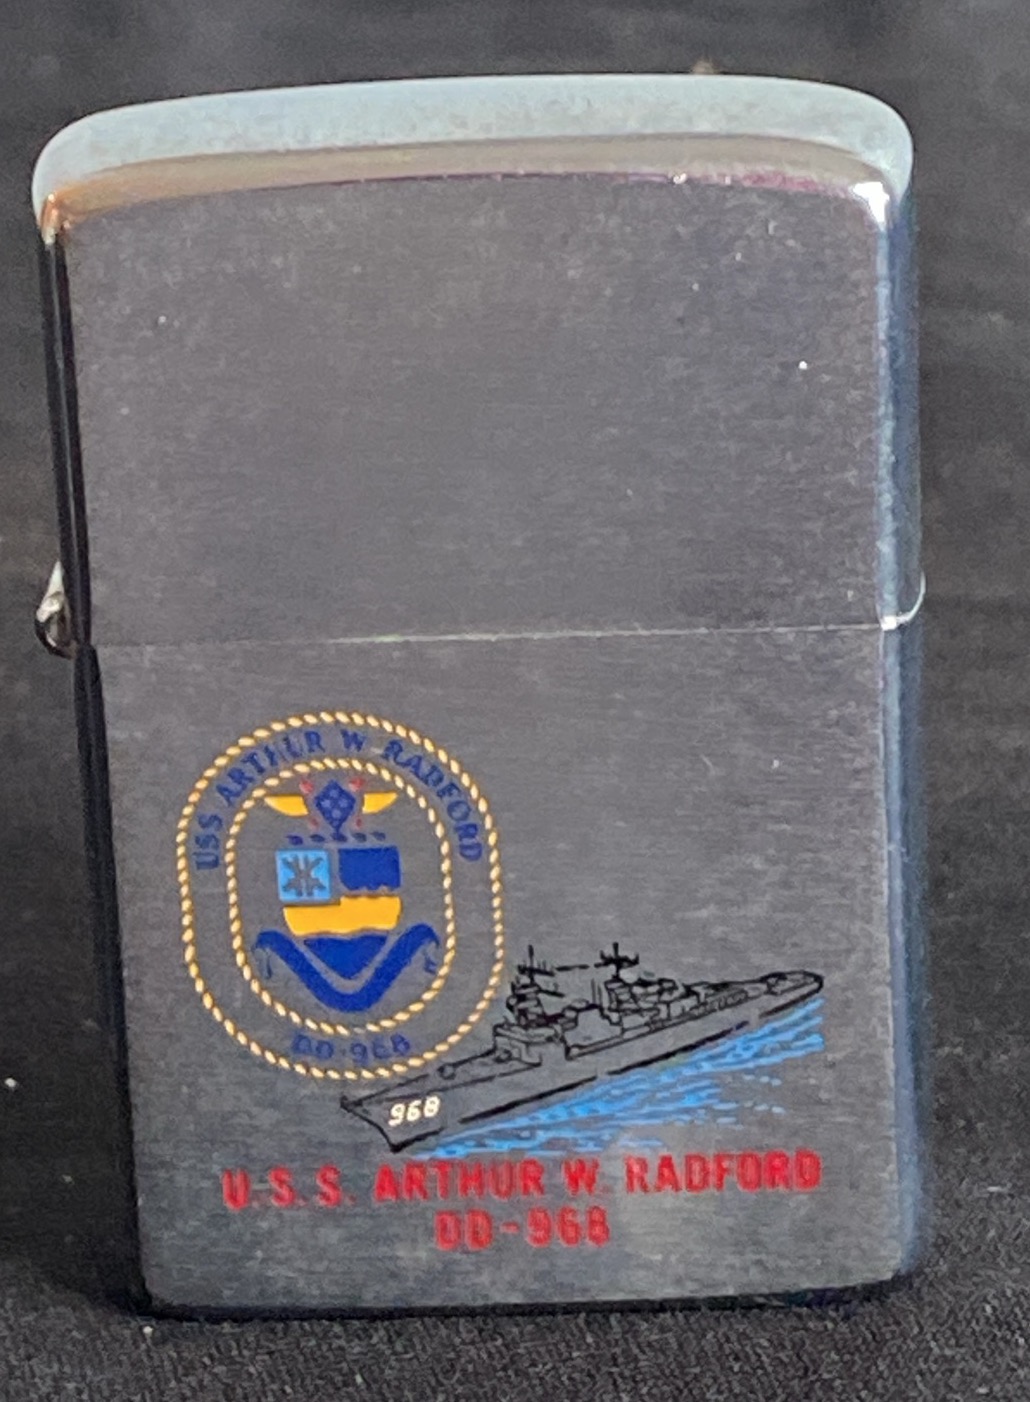 USS ARTHUR W RADFORD
DD-968
968
U.S.S. ARTHUR W. RADFORD
DD-968